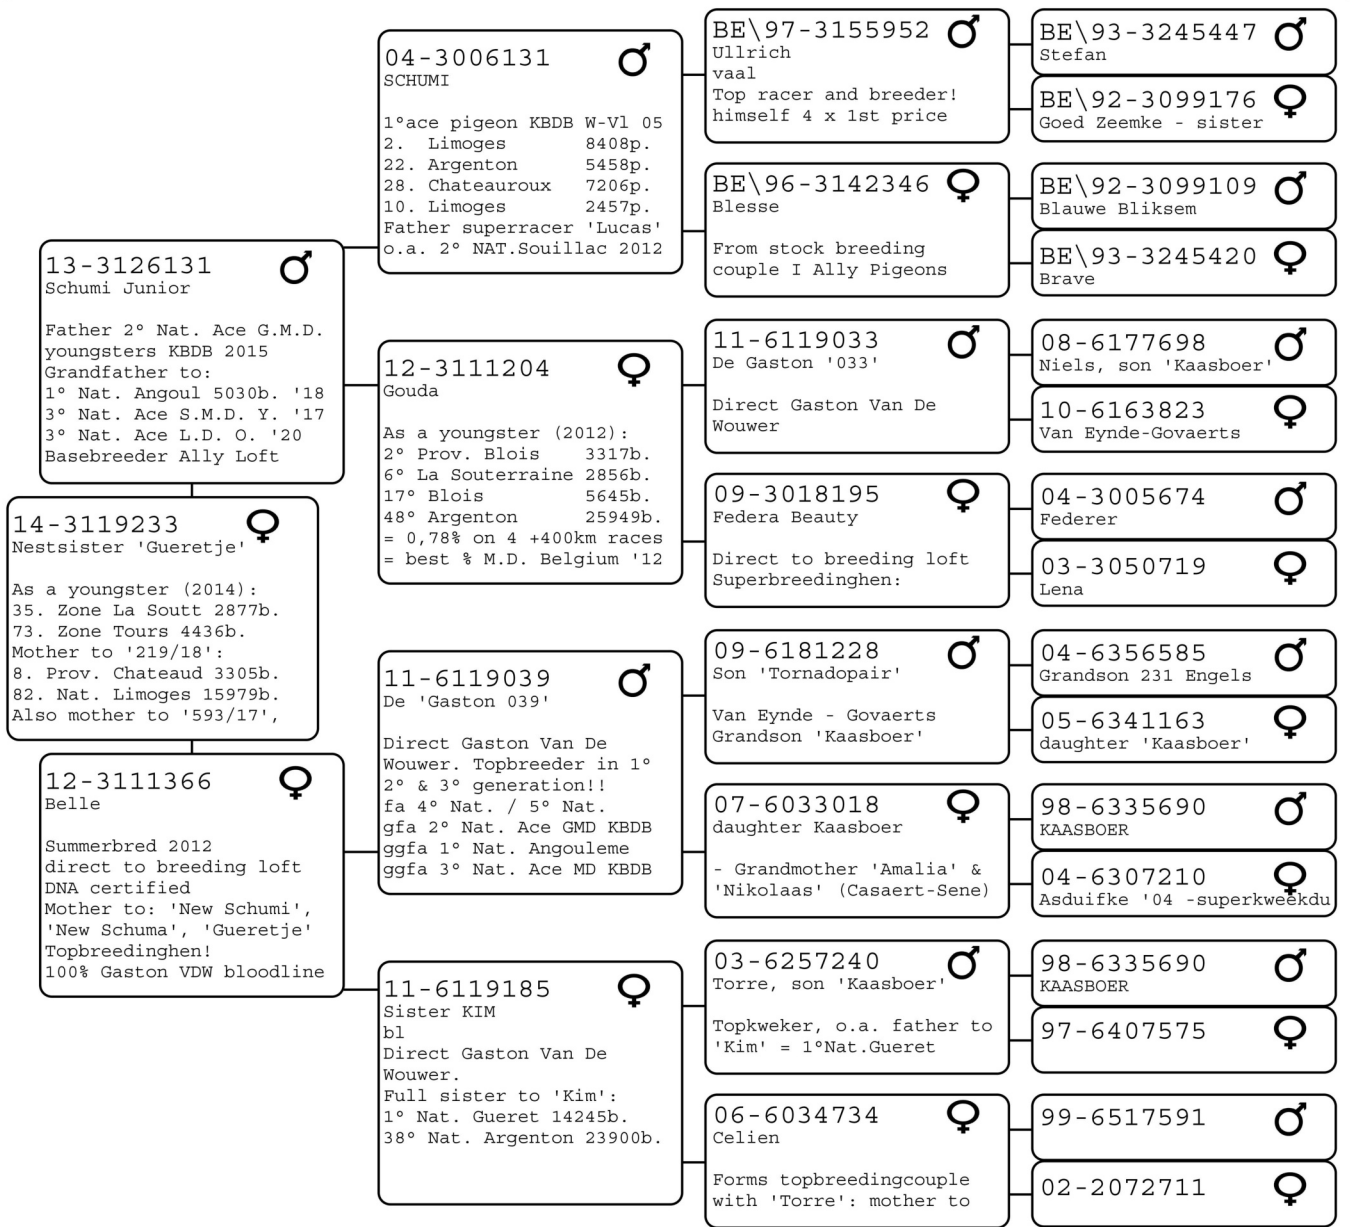 14-3119233
Nestsister 'Gueretje'
As a youngster (2014):
35. Zone La Soutt 2877b.
73. Zone Tours 4436b.
Mother to '219/18':
8. Prov. Chateaud 3305b.
82. Nat. Limoges 15979b.
Also mother to '593/17',
13-3126131
Schumi Junior
Father 2° Nat. Ace G.M.D.
youngsters KBDB 2015
Grandfather to:
1° Nat. Angoul 5030b. '18
3° Nat. Ace S.M.D. Y. '17
3° Nat. Ace L.D. O. '20
Basebreeder Ally Loft
12-3111366
Belle
Summerbred 2012
direct to breeding loft
DNA certified
Mother to: 'New Schumi',
'New Schuma', 'Gueretje'
Topbreedinghen!
100% Gaston VDW bloodline
04-3006131
SCHUMI
1°ace pigeon KBDB W-Vl 05
2. Limoges 8408p.
22. Argenton 5458p.
28. Chateauroux 7206p.
10. Limoges 2457p.
Father superracer 'Lucas'
o.a. 2° NAT.Souillac 2012
12-3111204
Gouda
As a youngster (2012):
2° Prov. Blois 3317b.
6° La Souterraine 2856b.
17° Blois 5645b.
48° Argenton 25949b.
= 0,78% on 4 +400km races
= best % M.D. Belgium '12
11-6119039
De 'Gaston 039'
Direct Gaston Van De
Wouwer. Topbreeder in 1°
2° & 3° generation!!
fa 4° Nat. / 5° Nat.
gfa 2° Nat. Ace GMD KBDB
ggfa 1° Nat. Angouleme
ggfa 3° Nat. Ace MD KBDB
11-6119185
Sister KIM
bl
Direct Gaston Van De
Wouwer.
Full sister to 'Kim':
1° Nat. Gueret 14245b.
38° Nat. Argenton 23900b.
BE\97-3155952
Ullrich
vaal
Top racer and breeder!
himself 4 x 1st price
BE\96-3142346
Blesse
From stock breeding
couple I Ally Pigeons
11-6119033
De Gaston '033'
Direct Gaston Van De
Wouwer
09-3018195
Federa Beauty
Direct to breeding loft
Superbreedinghen:
09-6181228
Son 'Tornadopair'
Van Eynde - Govaerts
Grandson 'Kaasboer'
07-6033018
daughter Kaasboer
- Grandmother 'Amalia' &
'Nikolaas' (Casaert-Sene)
03-6257240
Torre, son 'Kaasboer'
Topkweker, o.a. father to
'Kim' = 1°Nat.Gueret
06-6034734
Celien
Forms topbreedingcouple
with 'Torre': mother to
BE\93-3245447
Stefan
BE\92-3099176
Goed Zeemke - sister
BE\92-3099109
Blauwe Bliksem
BE\93-3245420
Brave
08-6177698
Niels, son 'Kaasboer'
10-6163823
Van Eynde-Govaerts
04-3005674
Federer
03-3050719
Lena
04-6356585
Grandson 231 Engels
05-6341163
daughter 'Kaasboer'
98-6335690
KAASBOER
04-6307210
Asduifke '04 -superkweekdu
98-6335690
KAASBOER
97-6407575
99-6517591
02-2072711